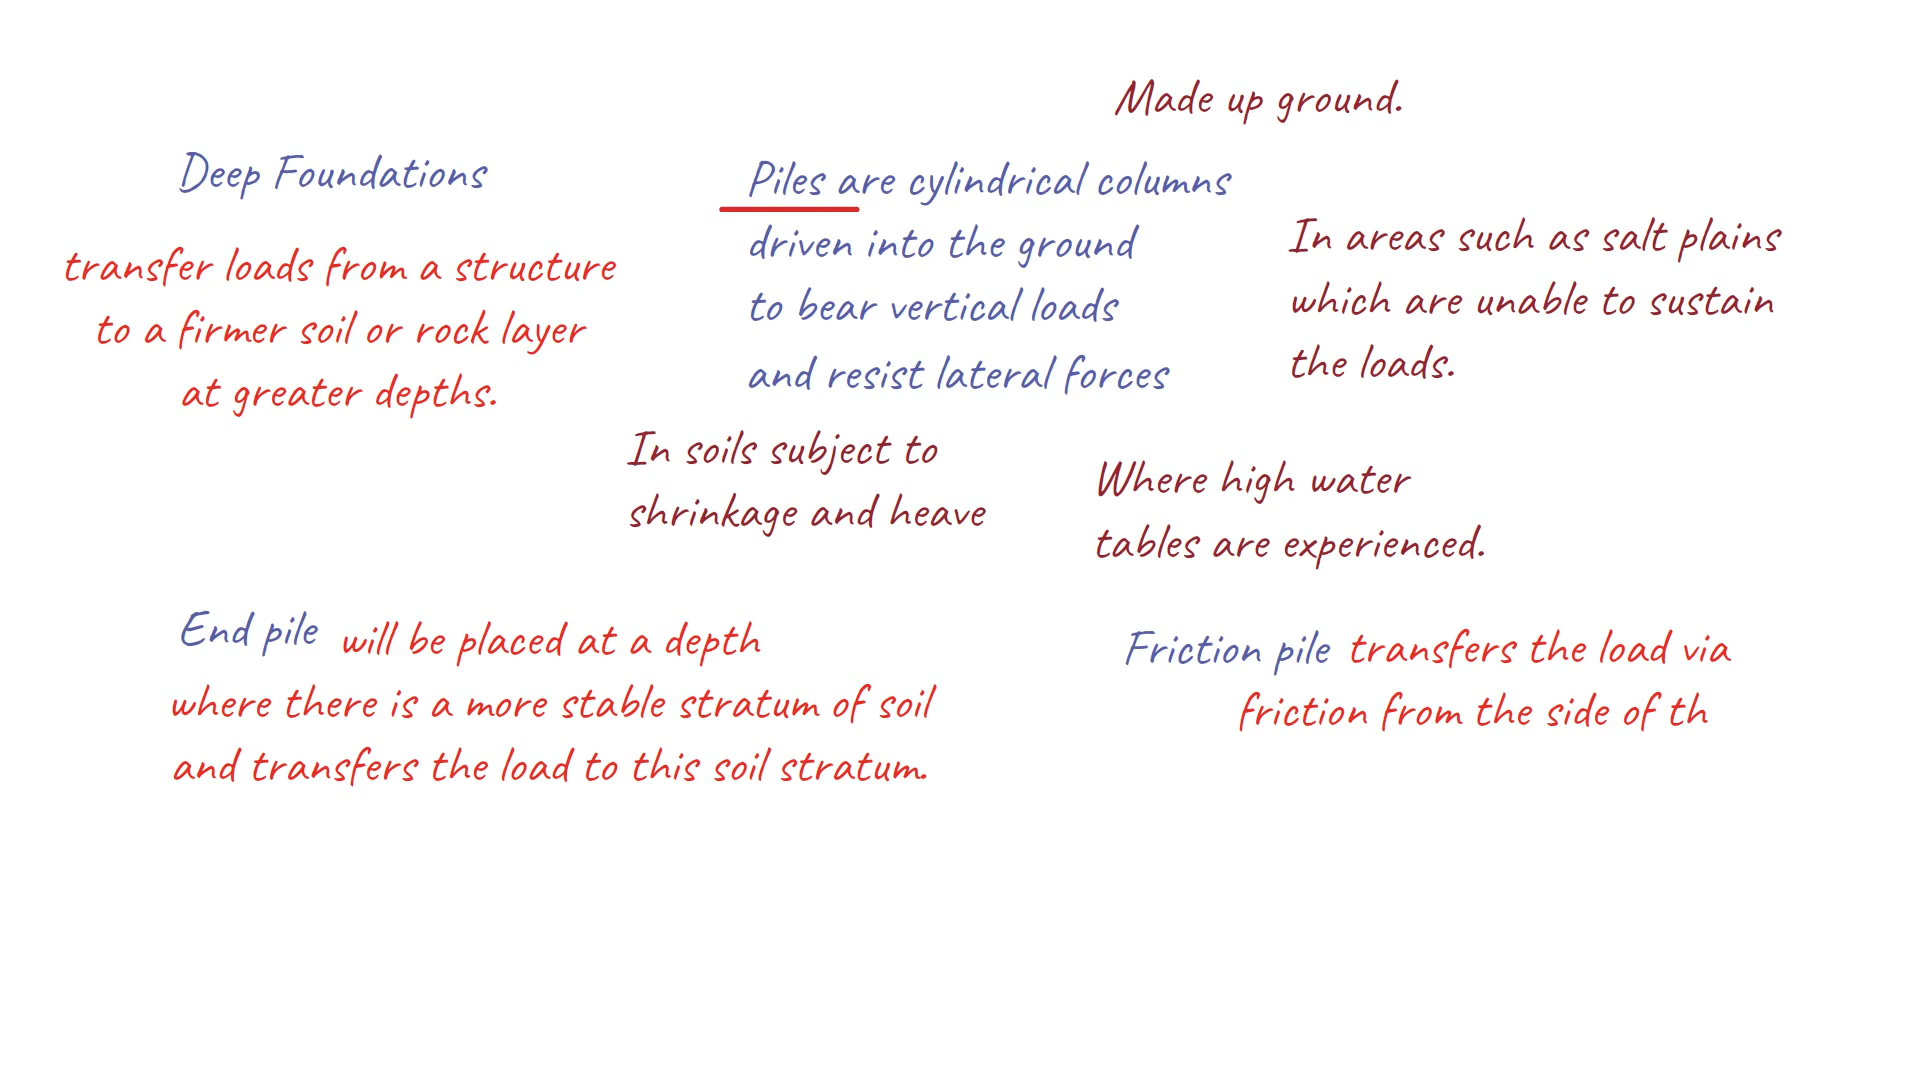 Made up ground.
Deep Foundations
transfer loads from a structure
to a firmer soil or rock layer
at greater depths.
Piles are cylindrical columns
driven into the ground
to bear vertical loads
and resist lateral forces
In areas such as salt plains
which are unable to sustain
the loads.
In soils subject to
shrinkage and heave
Where high water
tables are experienced.
End pile will be placed at a depth
where there is a more stable stratum of soil
and transfers the load to this soil stratum.
Friction pile transfers the load via
friction from the side of th